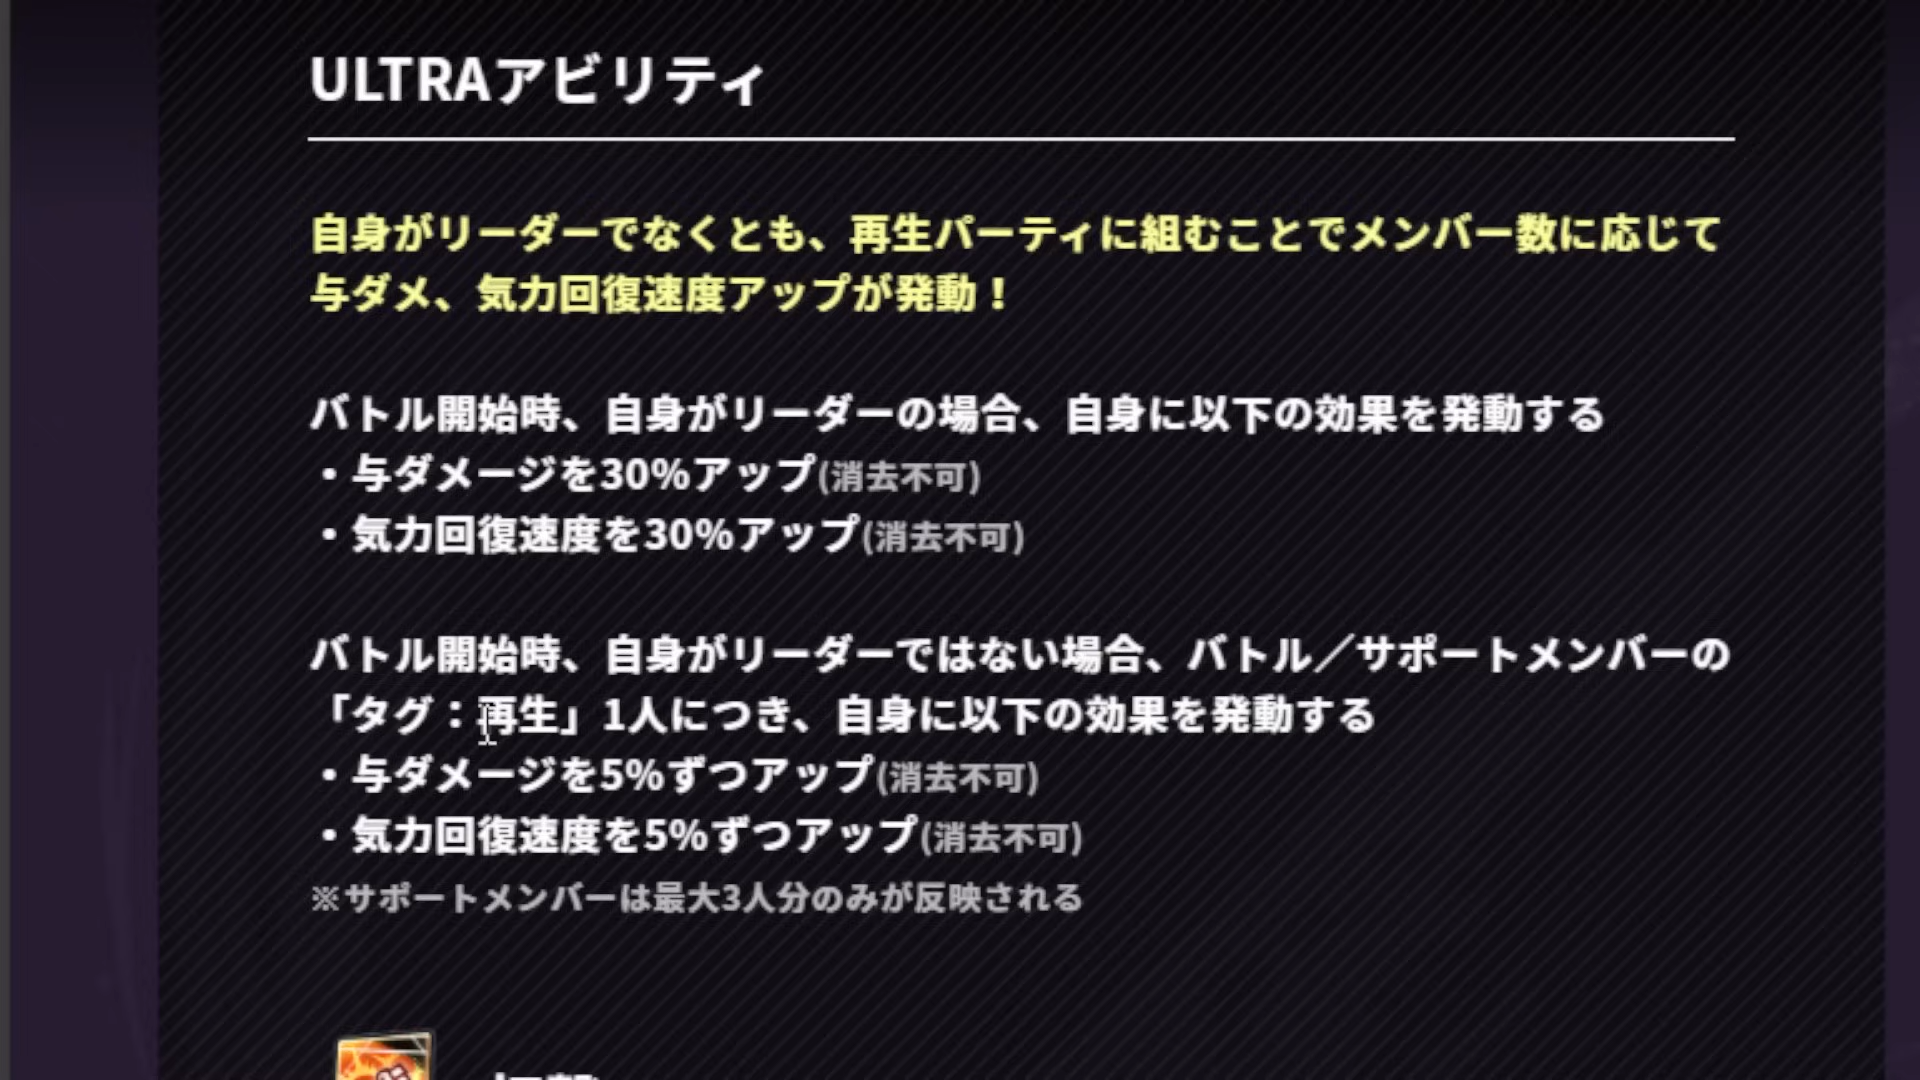 ULTRAアビリティ
自身がリーダーでなくとも、再生パーティに組むことでメンバー数に応じて
与ダメ、気力回復速度アップが発動！
バトル開始時、自身がリーダーの場合、自身に以下の効果を発動する
・与ダメージを30%アップ(消去不可)
・気力回復速度を30%アップ(消去不可)
バトル開始時、自身がリーダーではない場合、バトル／サポートメンバーの
「タグ：再生」1人につき、自身に以下の効果を発動する
・与ダメージを5%ずつアップ(消去不可)
・気力回復速度を5%ずつアップ(消去不可)
※サポートメンバーは最大3人分のみが反映される